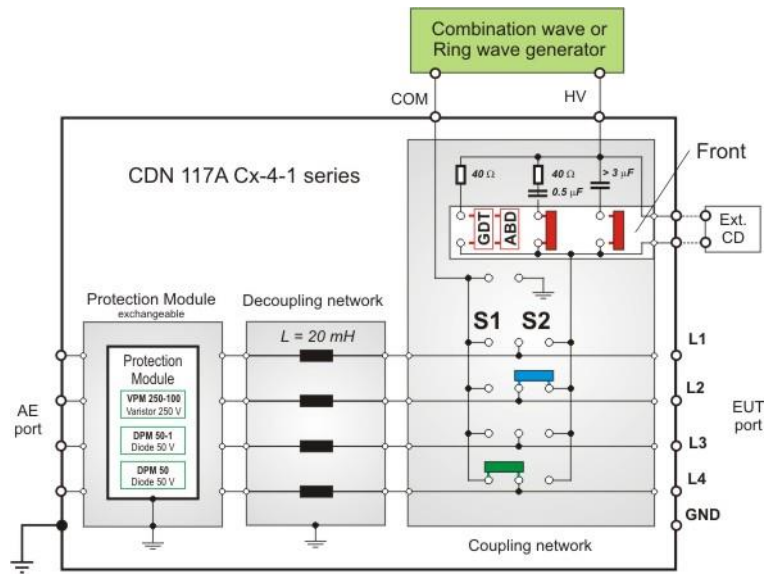 Combination wave or
Ring wave generator
COM
HV
CDN 117A Cx-4-1 series
Front
40 Ω
40 Ω
0.5 µF
> 3 µF
GDT
ABD
Ext.
CD
Protection Module
exchangeable
Decoupling network
L = 20 mH
S1
S2
L1
L2
L3
L4
GND
Protection
Module
VPM 250-100
Varistor 250 V
DPM 50-1
Diode 50 V
DPM 50
Diode 50 V
AE
port
EUT
port
Coupling network